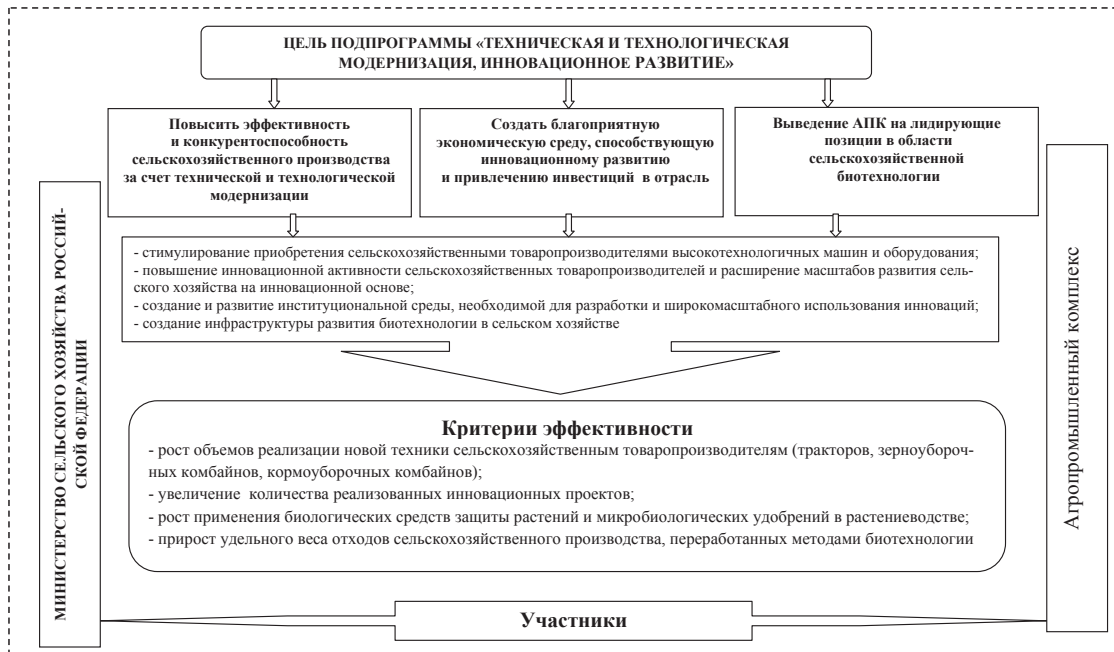 ЦЕЛЬ ПОДПРОГРАММЫ «ТЕХНИЧЕСКАЯ И ТЕХНОЛОГИЧЕСКАЯ
МОДЕРНИЗАЦИЯ, ИННОВАЦИОННОЕ РАЗВИТИЕ»
Повысить эффективность
и конкурентоспособность
сельскохозяйственного производства
за счет технической и технологической
модернизации
Создать благоприятную
экономическую среду, способствующую
инновационному развитию
и привлечению инвестиций в отрасль
Выведение АПК на лидирующие
позиции в области
сельскохозяйственной
биотехнологии
МИНИСТЕРСТВО СЕЛЬСКОГО ХОЗЯЙСТВА РОССИЙ-
СКОЙ ФЕДЕРАЦИИ
- стимулирование приобретения сельскохозяйственными товаропроизводителями высокотехнологичных машин и оборудования;
- повышение инновационной активности сельскохозяйственных товаропроизводителей и расширение масштабов развития сель-
ского хозяйства на инновационной основе;
- создание и развитие институциональной среды, необходимой для разработки и широкомасштабного использования инноваций;
- создание инфраструктуры развития биотехнологии в сельском хозяйстве
Агропромышленный комплекс
Критерии эффективности
- рост объемов реализации новой техники сельскохозяйственным товаропроизводителям (тракторов, зерноубороч-
ных комбайнов, кормоуборочных комбайнов);
- увеличение количества реализованных инновационных проектов;
- рост применения биологических средств защиты растений и микробиологических удобрений в растениеводстве;
- прирост удельного веса отходов сельскохозяйственного производства, переработанных методами биотехнологии
Участники